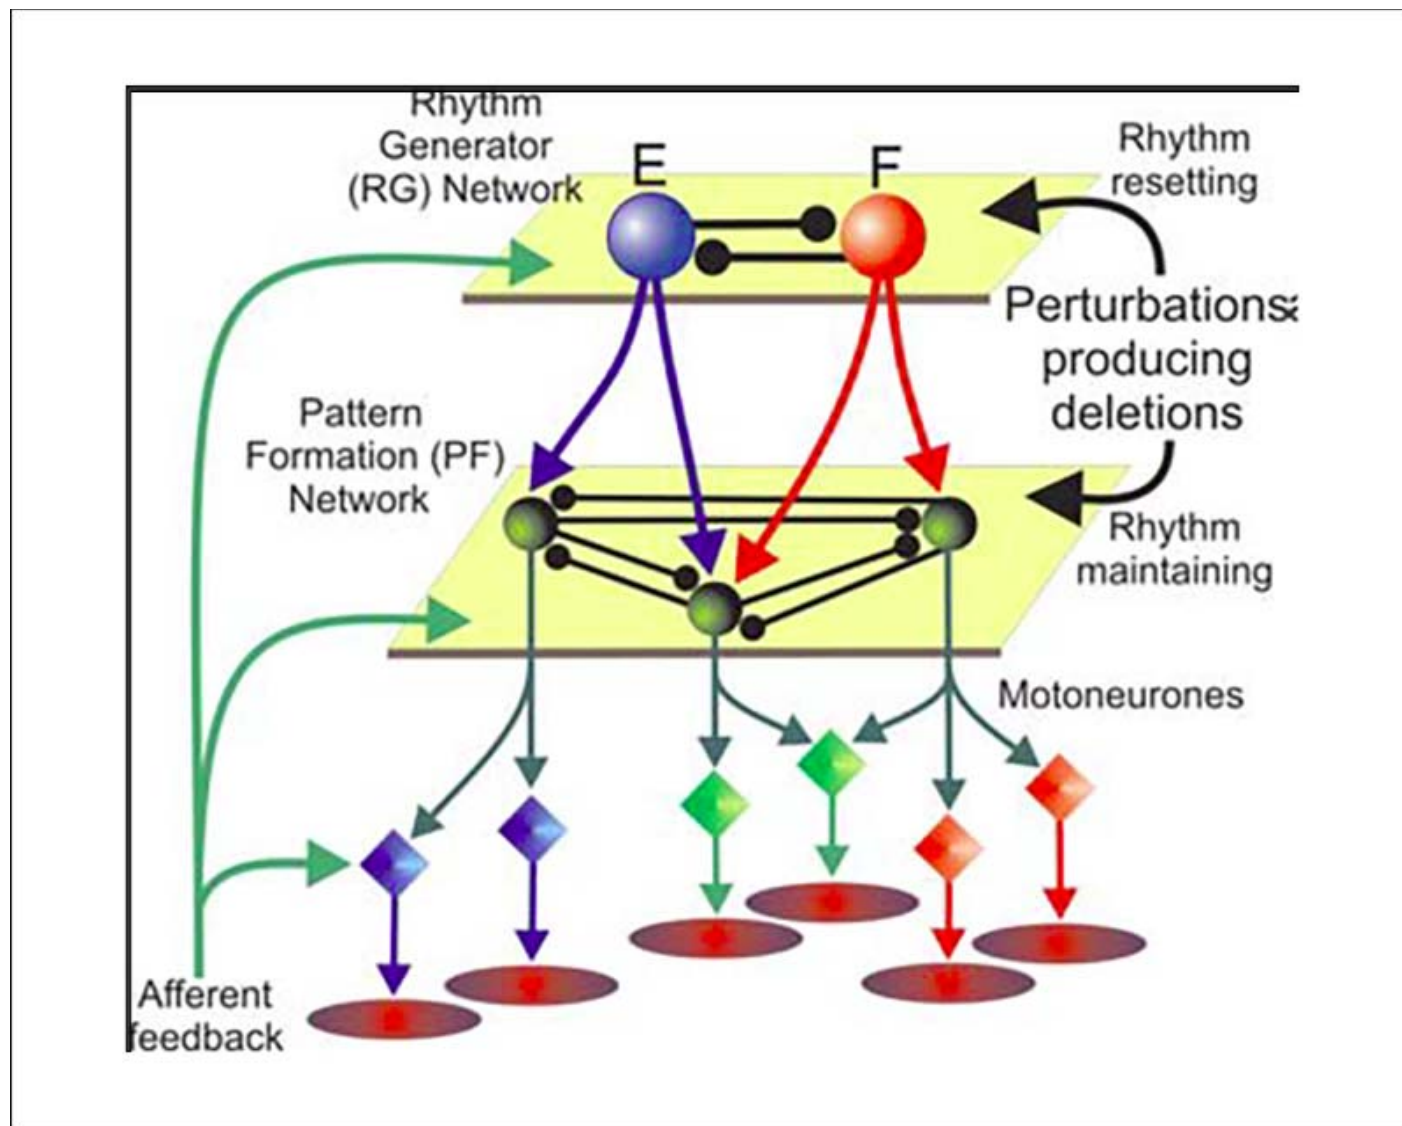 Rhythm
Generator
(RG) Network
E
F
Rhythm
resetting
Perturbations
producing
deletions
Pattern
Formation (PF)
Network
Rhythm
maintaining
Motoneurones
Afferent
feedback